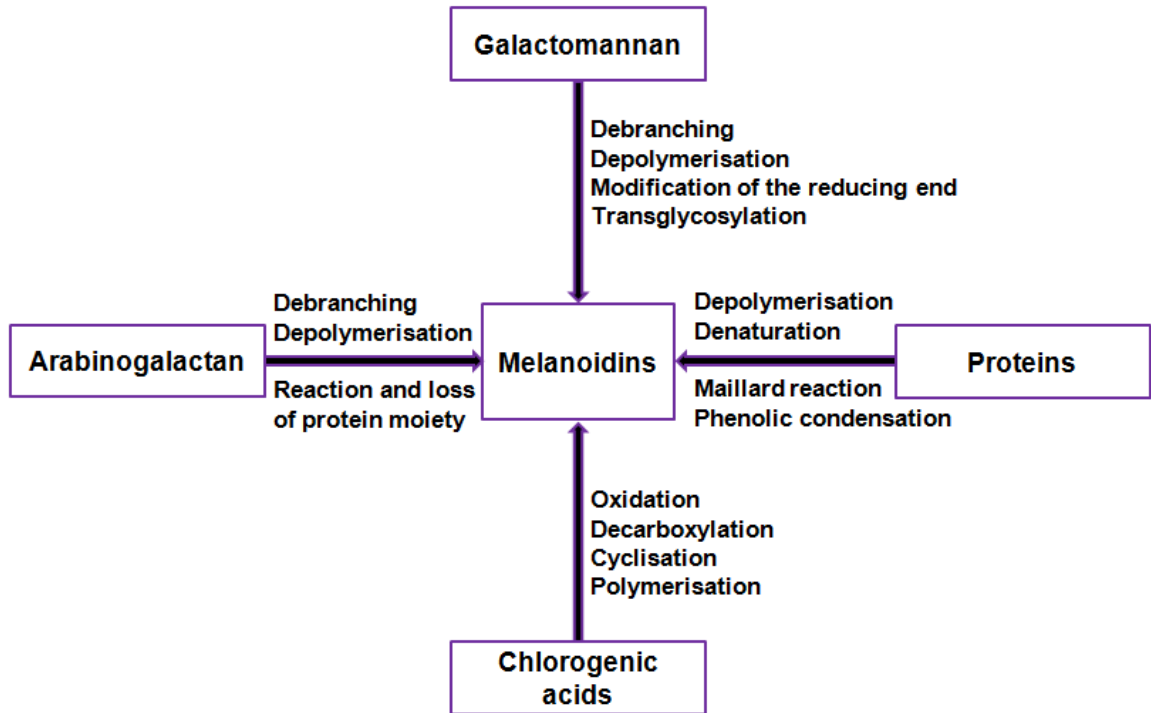 Galactomannan
Debranching
Depolymerisation
Modification of the reducing end
Transglycosylation
Arabinogalactan
Debranching
Depolymerisation
Reaction and loss
of protein moiety
Melanoidins
Depolymerisation
Denaturation
Maillard reaction
Phenolic condensation
Proteins
Oxidation
Decarboxylation
Cyclisation
Polymerisation
Chlorogenic
acids